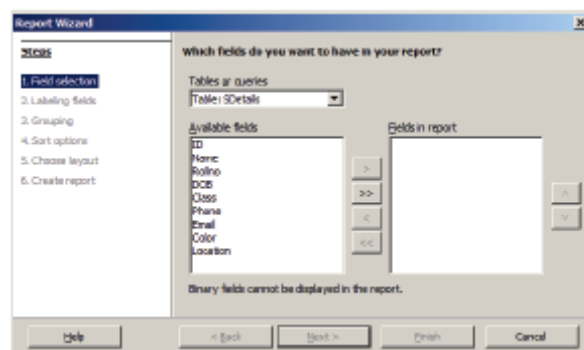 Report Wizard
Steps
1. Field selection
2. Labeling fields
3. Grouping
4. Sort options
5. Choose layout
6. Create report
Which fields do you want to have in your report?
Tables or queries
Table: SDetails
Available fields
ID
Name
Rollno
DOB
Class
Phone
Email
Color
Location
Fields in report
>
>>
<
<<
Binary fields cannot be displayed in the report.
Help
< Back
Next >
Finish
Cancel